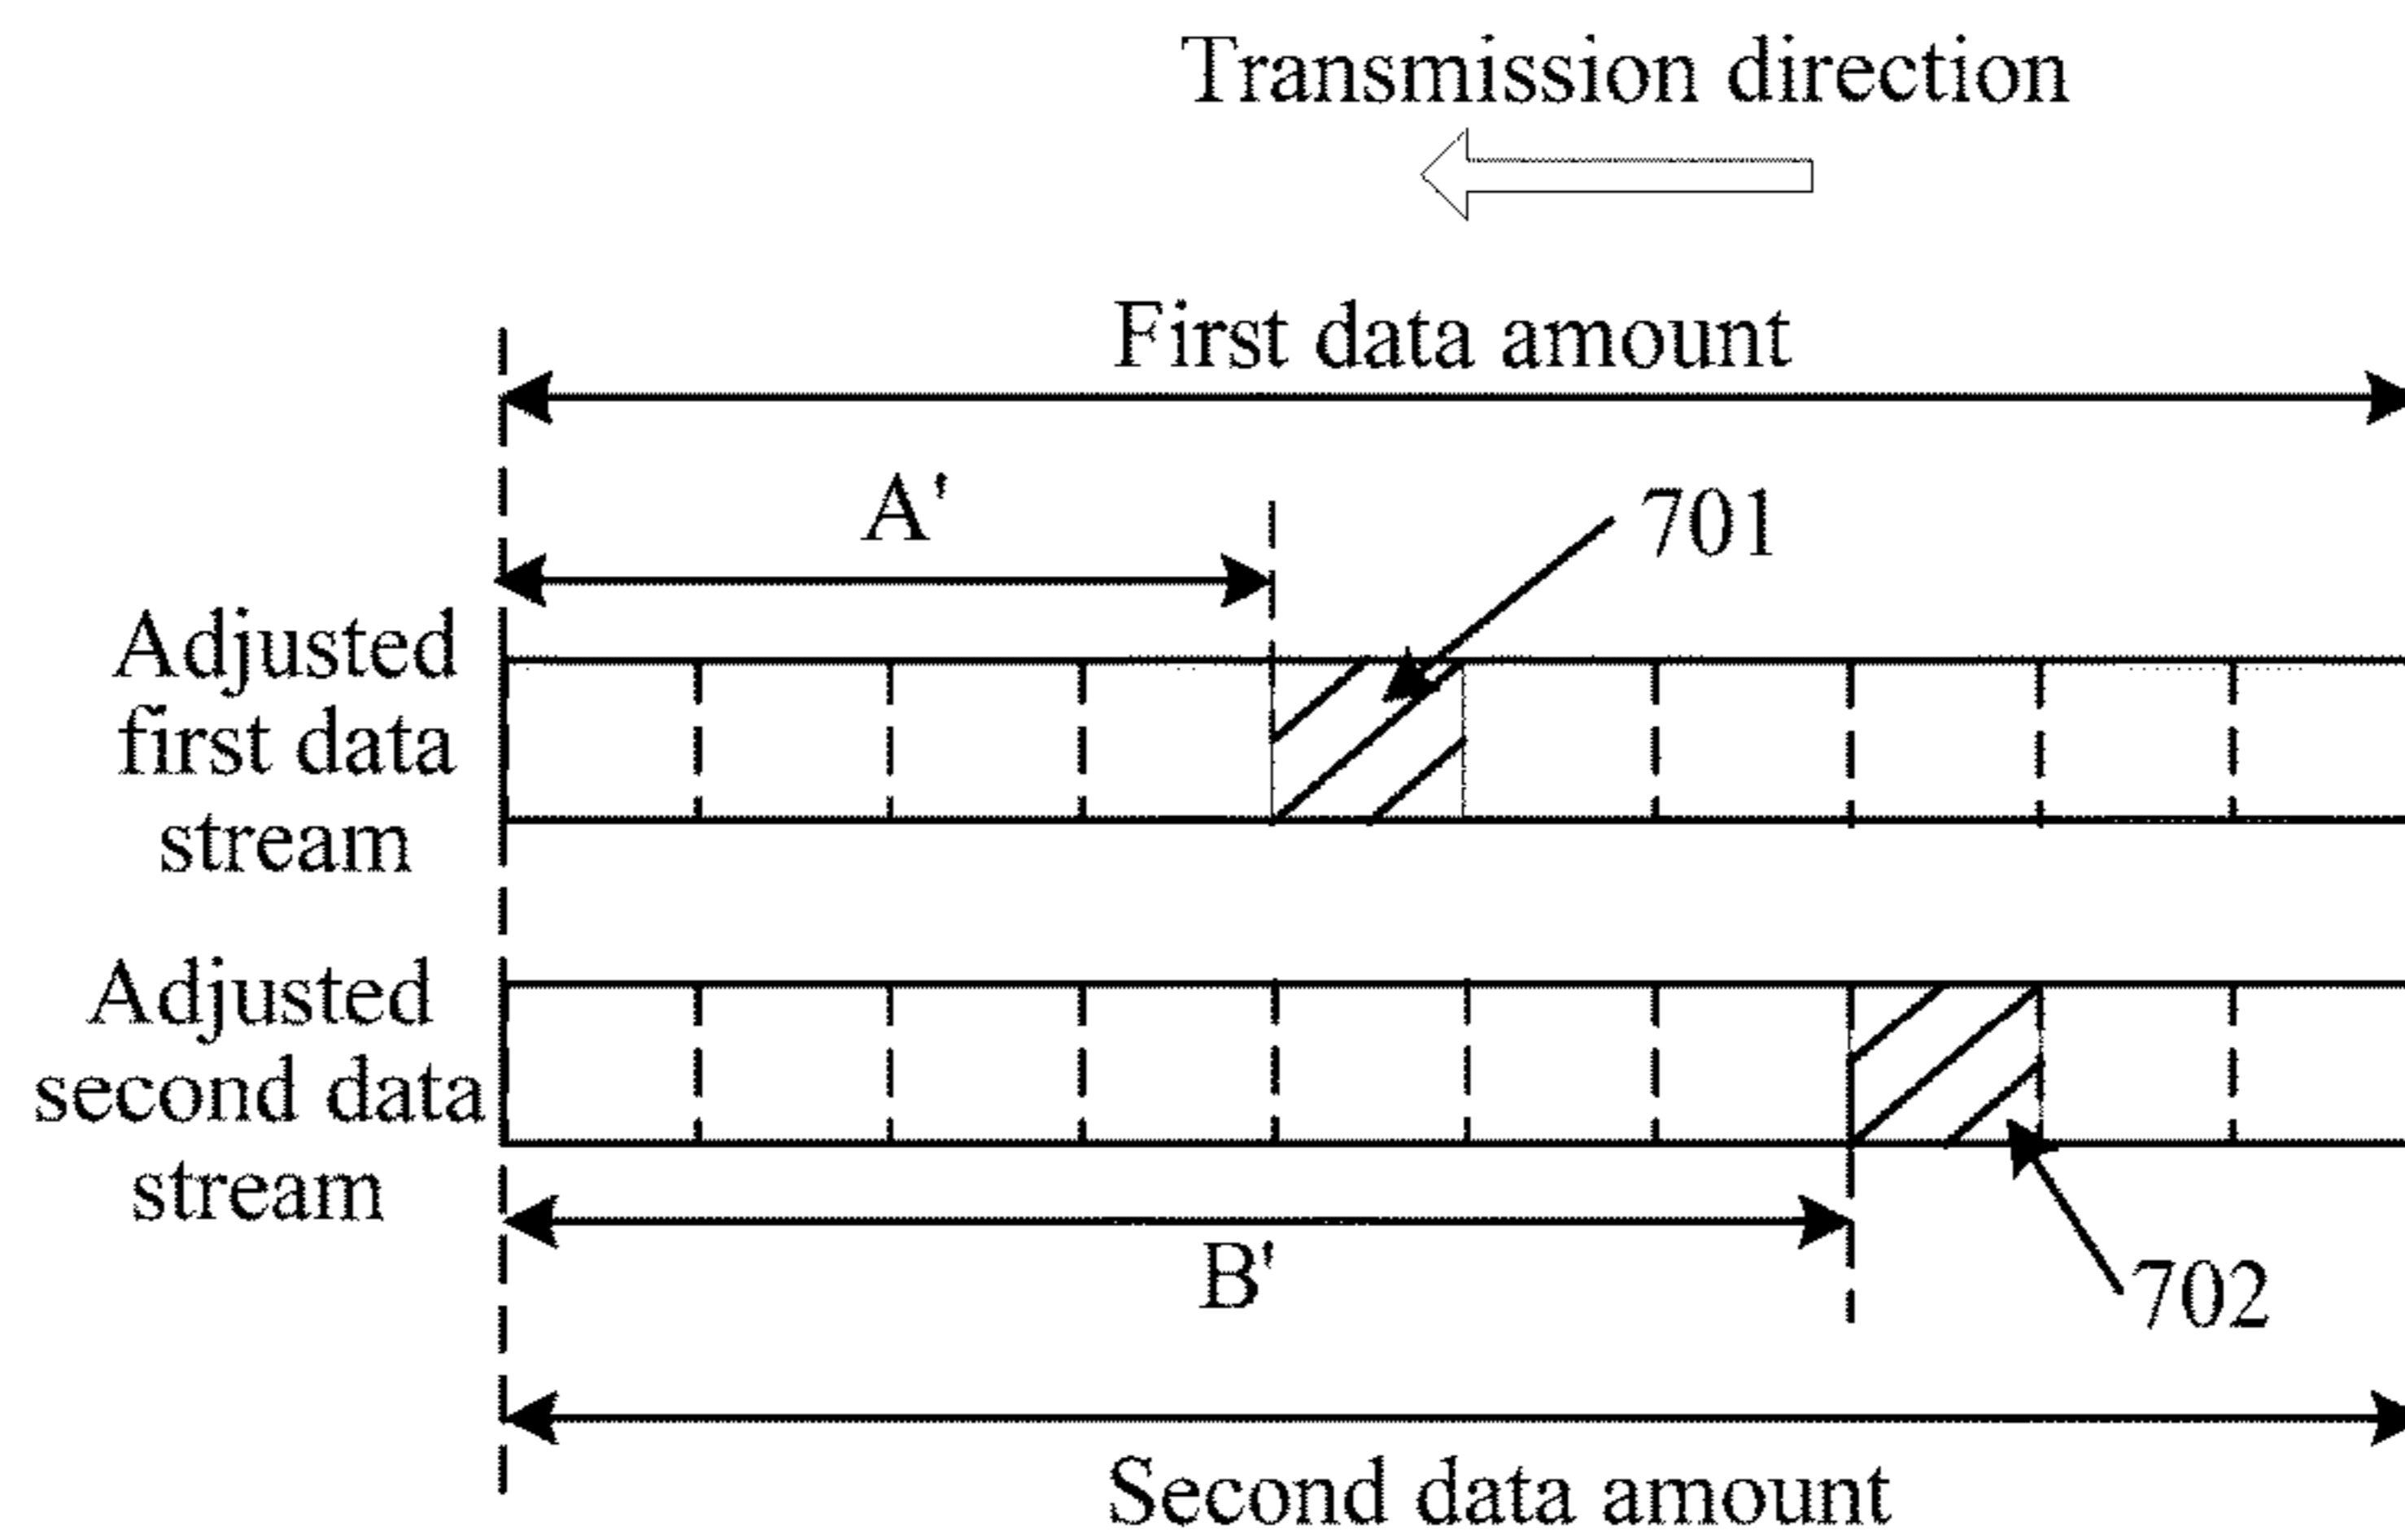 Transmission direction
First data amount
A'
701
Adjusted
first data
stream
Adjusted
second data
stream
B'
702
Second data amount